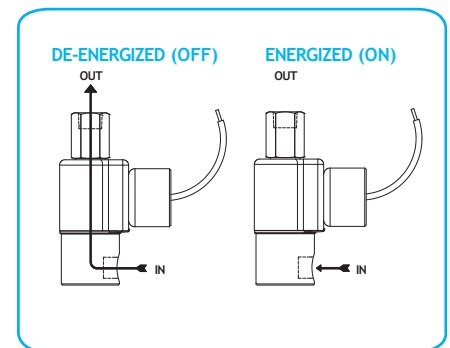 DE-ENERGIZED (OFF)
OUT
IN
ENERGIZED (ON)
OUT
IN